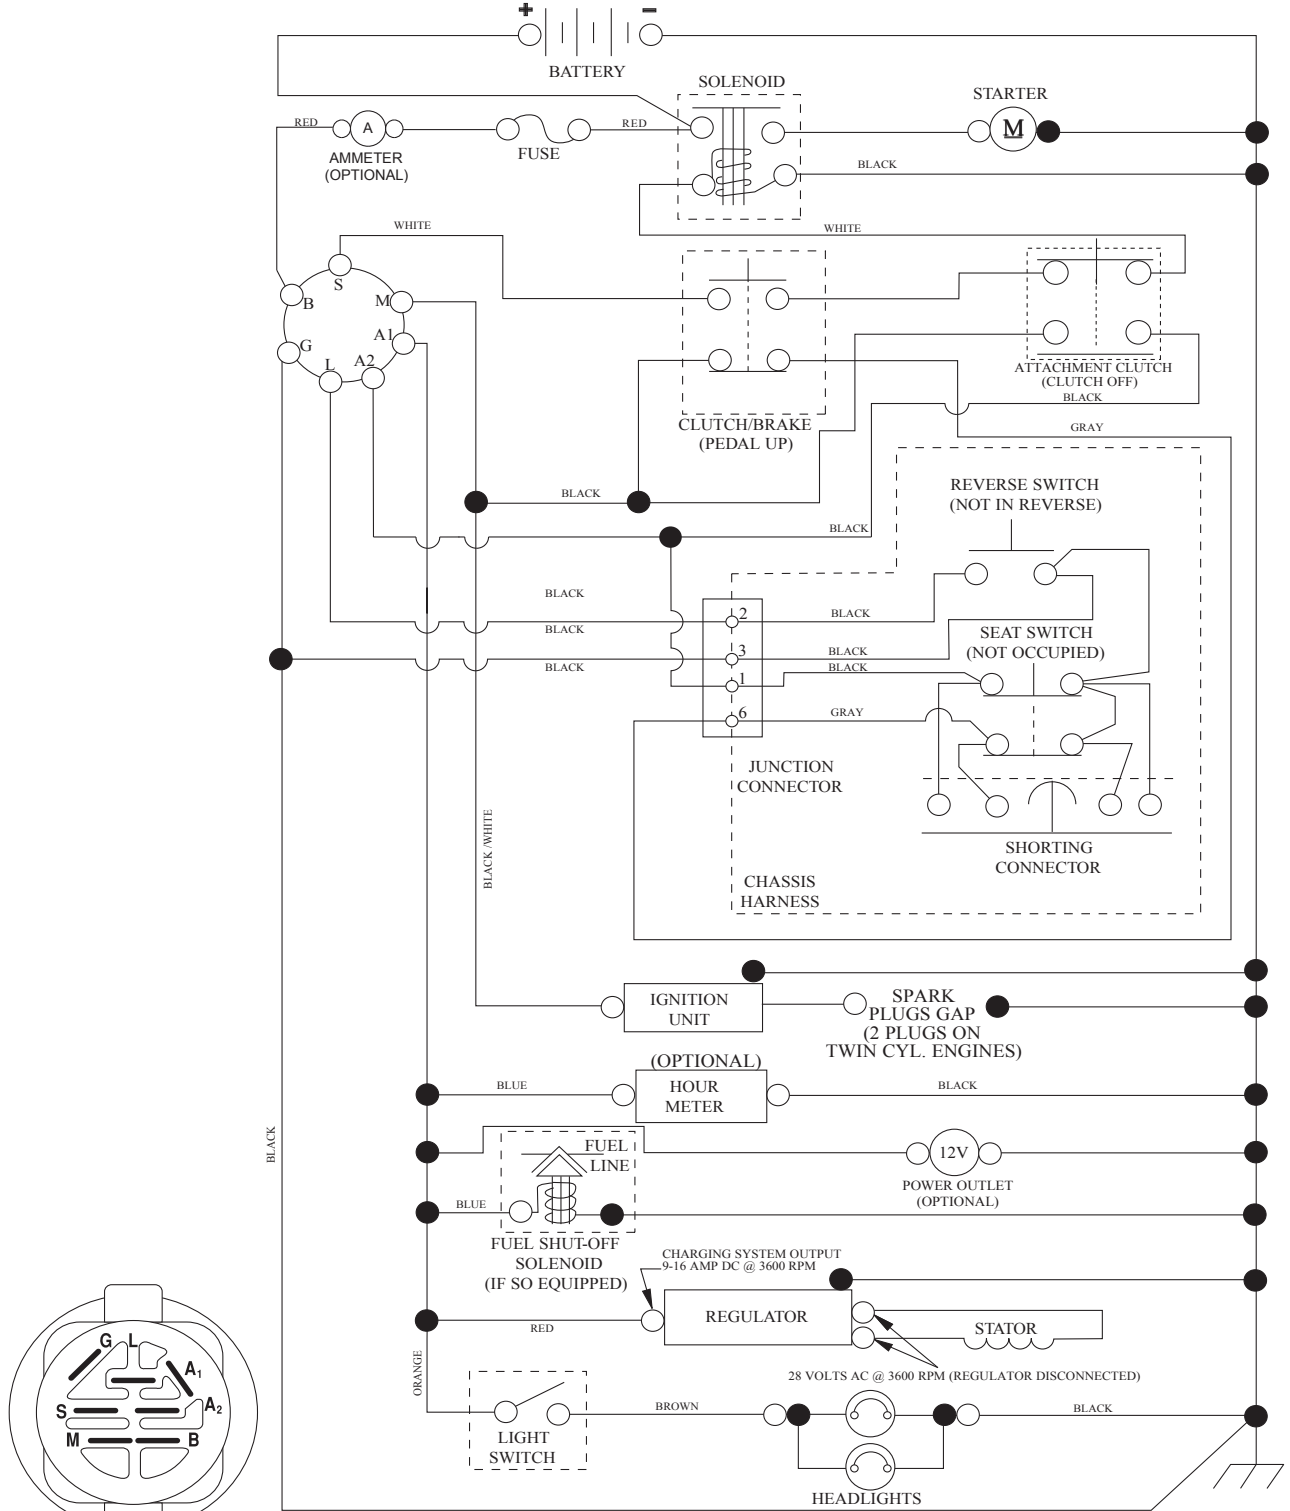 +
−
BATTERY
SOLENOID
STARTER
RED
A
RED
M
FUSE
AMMETER
(OPTIONAL)
BLACK
WHITE
WHITE
S
B
M
A1
G
L
A2
ATTACHMENT CLUTCH
(CLUTCH OFF)
BLACK
CLUTCH/BRAKE
(PEDAL UP)
GRAY
REVERSE SWITCH
(NOT IN REVERSE)
BLACK
BLACK
BLACK
2
BLACK
BLACK
SEAT SWITCH
(NOT OCCUPIED)
3
BLACK
BLACK
BLACK
1
6
GRAY
JUNCTION
CONNECTOR
BLACK /WHITE
SHORTING
CONNECTOR
CHASSIS
HARNESS
IGNITION
UNIT
SPARK
PLUGS GAP
(2 PLUGS ON
TWIN CYL. ENGINES)
(OPTIONAL)
HOUR
METER
BLUE
BLACK
BLACK
FUEL
LINE
12V
POWER OUTLET
(OPTIONAL)
BLUE
FUEL SHUT-OFF
SOLENOID
(IF SO EQUIPPED)
CHARGING SYSTEM OUTPUT
9-16 AMP DC @ 3600 RPM
REGULATOR
STATOR
RED
28 VOLTS AC @ 3600 RPM (REGULATOR DISCONNECTED)
ORANGE
BROWN
BLACK
LIGHT
SWITCH
HEADLIGHTS
G L
A1
S
A2
M
B